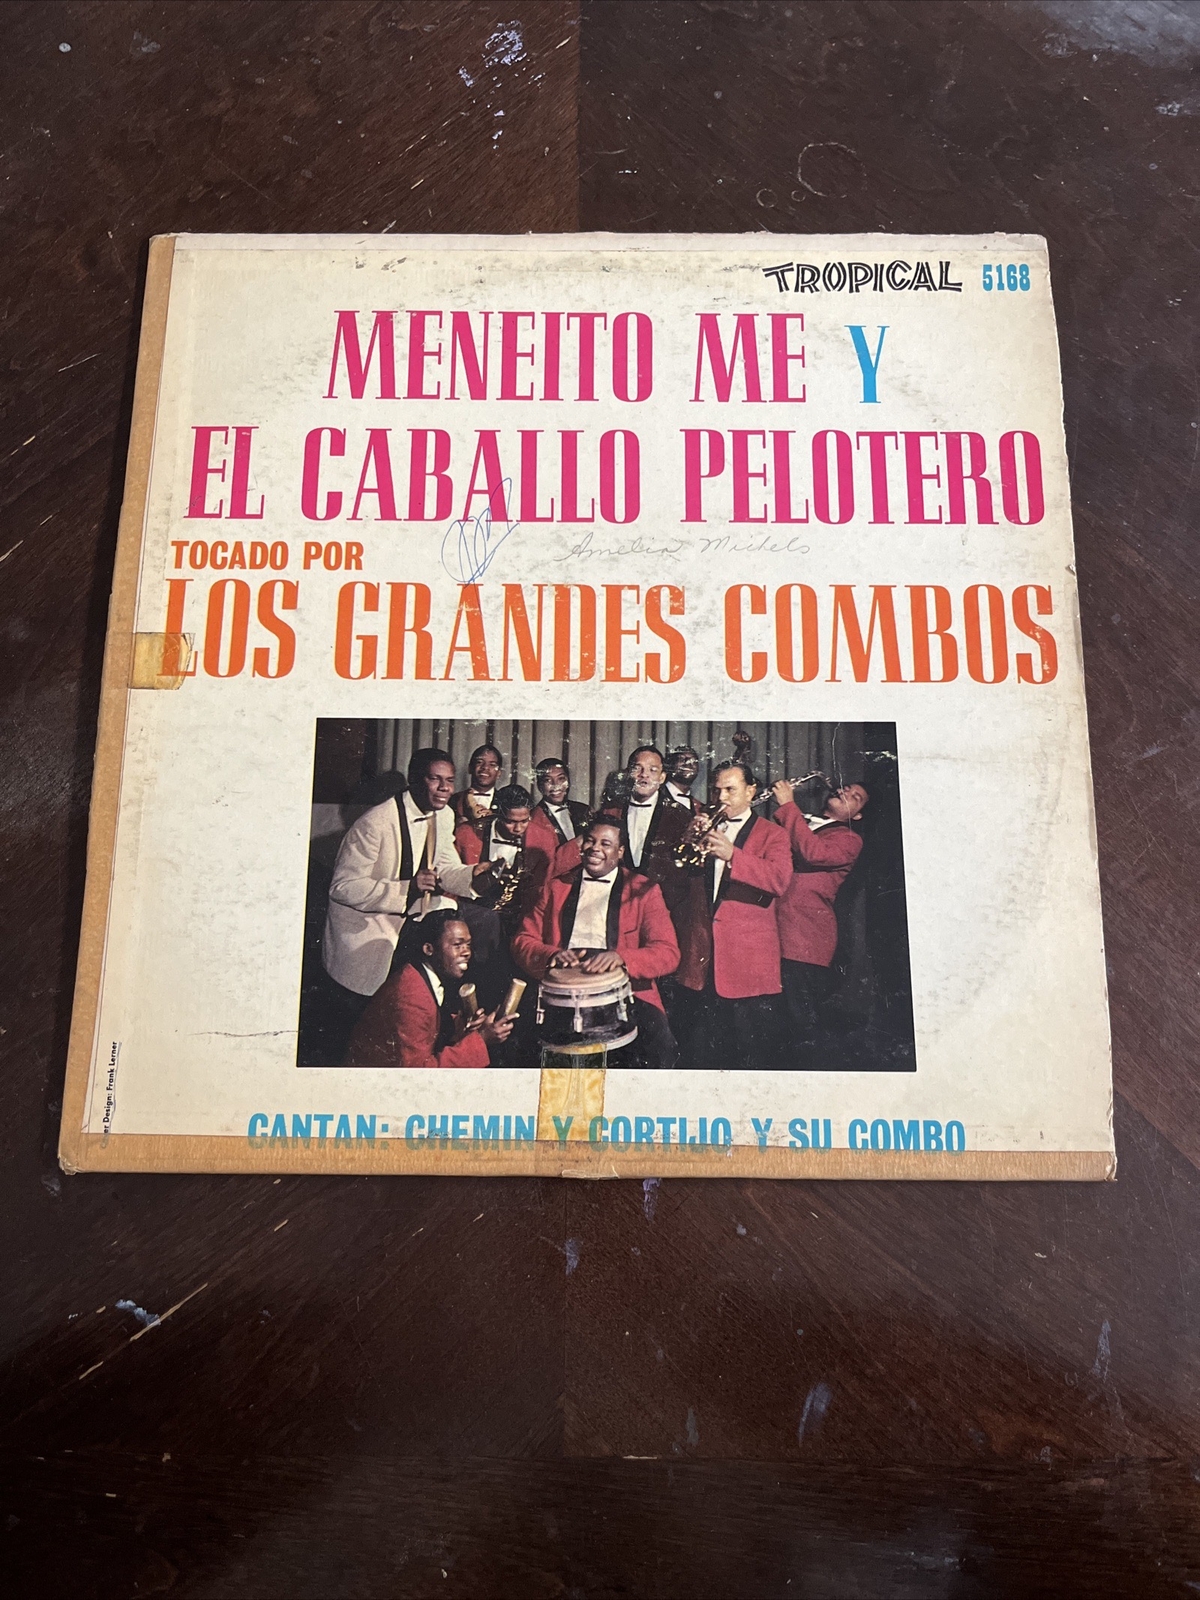 TROPICAL 5168
MENEITO ME Y
EL CABALLO PELOTERO
Amelia Michels
TOCADO POR
LOS GRANDES COMBOS
er Design: Frank Lerner
CANTAN: CHEMIN Y CORTIJO Y SU COMBO